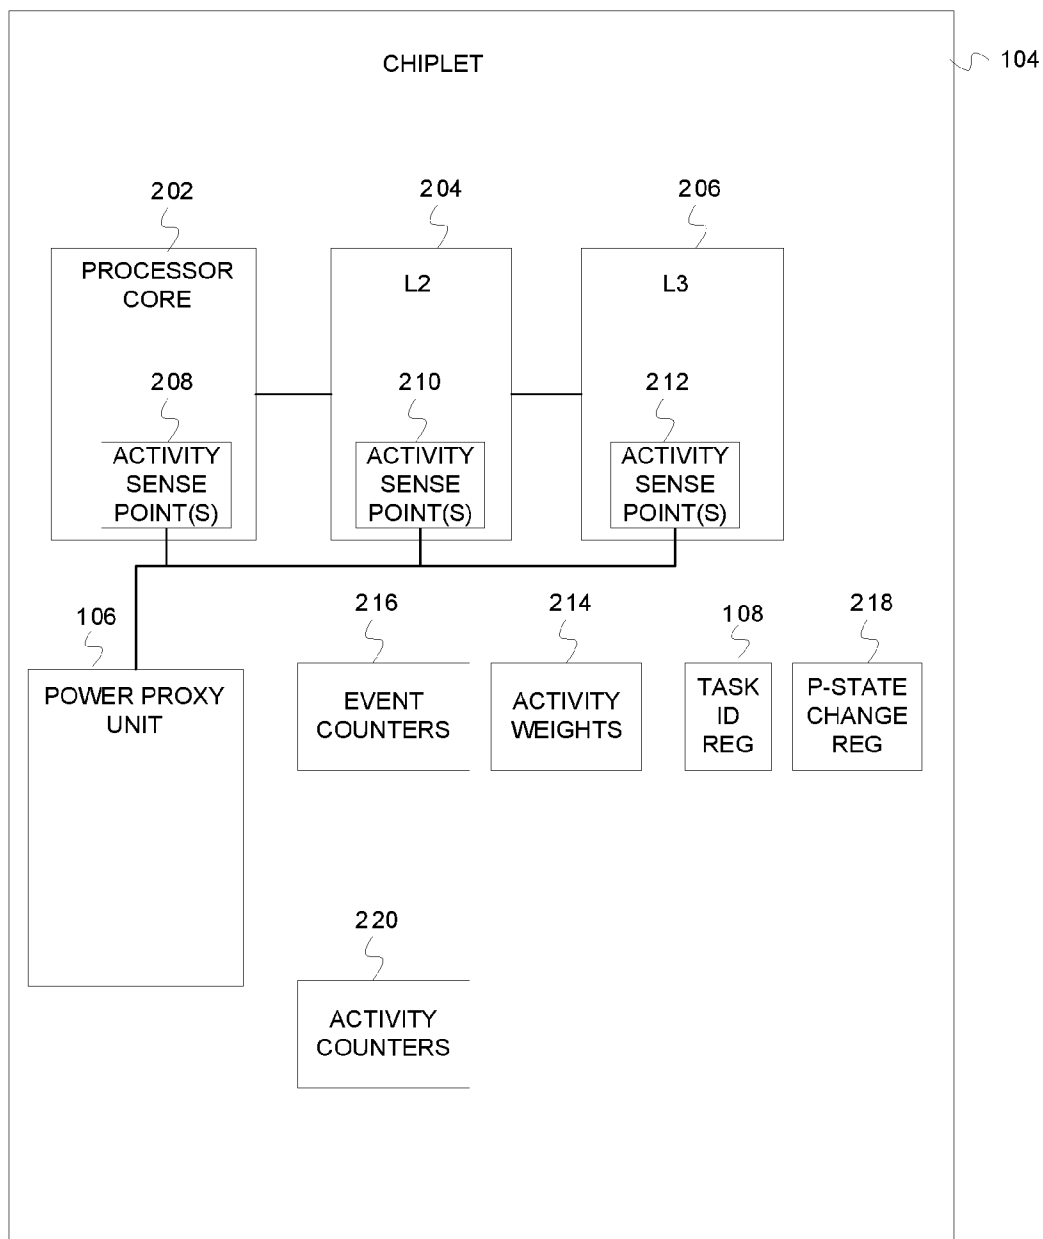 CHIPLET
104
202
204
206
PROCESSOR
CORE
L2
L3
208
210
212
ACTIVITY
SENSE
POINT(S)
ACTIVITY
SENSE
POINT(S)
ACTIVITY
SENSE
POINT(S)
106
216
214
108
218
POWER PROXY
UNIT
EVENT
COUNTERS
ACTIVITY
WEIGHTS
TASK
ID
REG
P-STATE
CHANGE
REG
220
ACTIVITY
COUNTERS